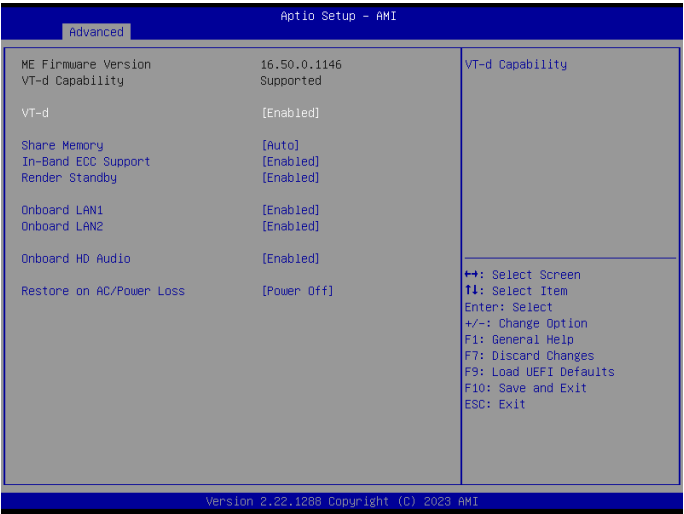 Aptio Setup – AMI
Advanced
ME Firmware Version 16.50.0.1146
VT-d Capability Supported
VT-d [Enabled]
Share Memory [Auto]
In-Band ECC Support [Enabled]
Render Standby [Enabled]
Onboard LAN1 [Enabled]
Onboard LAN2 [Enabled]
Onboard HD Audio [Enabled]
Restore on AC/Power Loss [Power Off]
VT-d Capability
↔: Select Screen
↑↓: Select Item
Enter: Select
+/-: Change Option
F1: General Help
F7: Discard Changes
F9: Load UEFI Defaults
F10: Save and Exit
ESC: Exit
Version 2.22.1288 Copyright (C) 2023 AMI